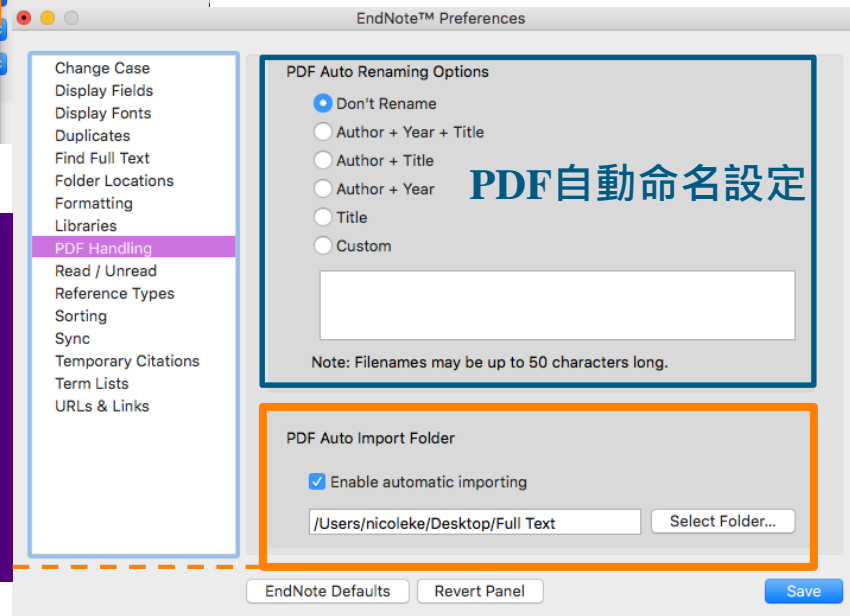 EndNote™ Preferences
Change Case
Display Fields
Display Fonts
Duplicates
Find Full Text
Folder Locations
Formatting
Libraries
PDF Handling
Read / Unread
Reference Types
Sorting
Sync
Temporary Citations
Term Lists
URLs & Links
PDF Auto Renaming Options
Don't Rename
Author + Year + Title
Author + Title
Author + Year
Title
Custom
PDF自動命名設定
Note: Filenames may be up to 50 characters long.
PDF Auto Import Folder
Enable automatic importing
/Users/nicoleke/Desktop/Full Text
Select Folder...
EndNote Defaults
Revert Panel
Save